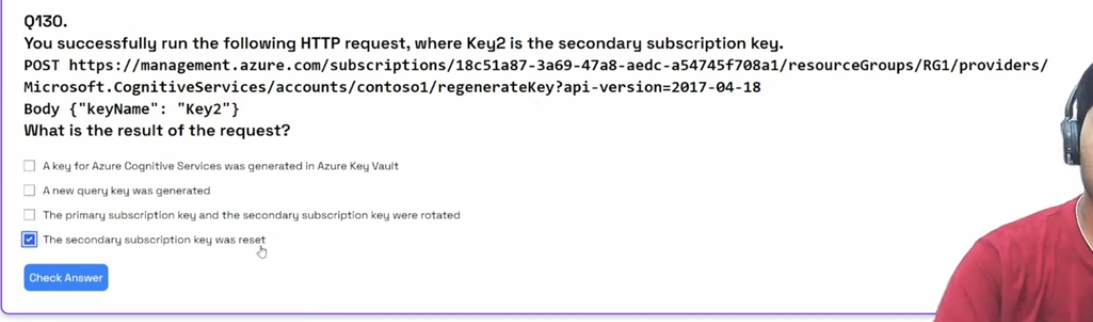 Q130.
You successfully run the following HTTP request, where Key2 is the secondary subscription key.
POST https://management.azure.com/subscriptions/18c51a87-3a69-47a8-aedc-a54745f708a1/resourceGroups/RG1/providers/
Microsoft.CognitiveServices/accounts/contoso1/regenerateKey?api-version=2017-04-18
Body {"keyName": "Key2"}
What is the result of the request?
A key for Azure Cognitive Services was generated in Azure Key Vault
A new query key was generated
The primary subscription key and the secondary subscription key were rotated
The secondary subscription key was reset
Check Answer